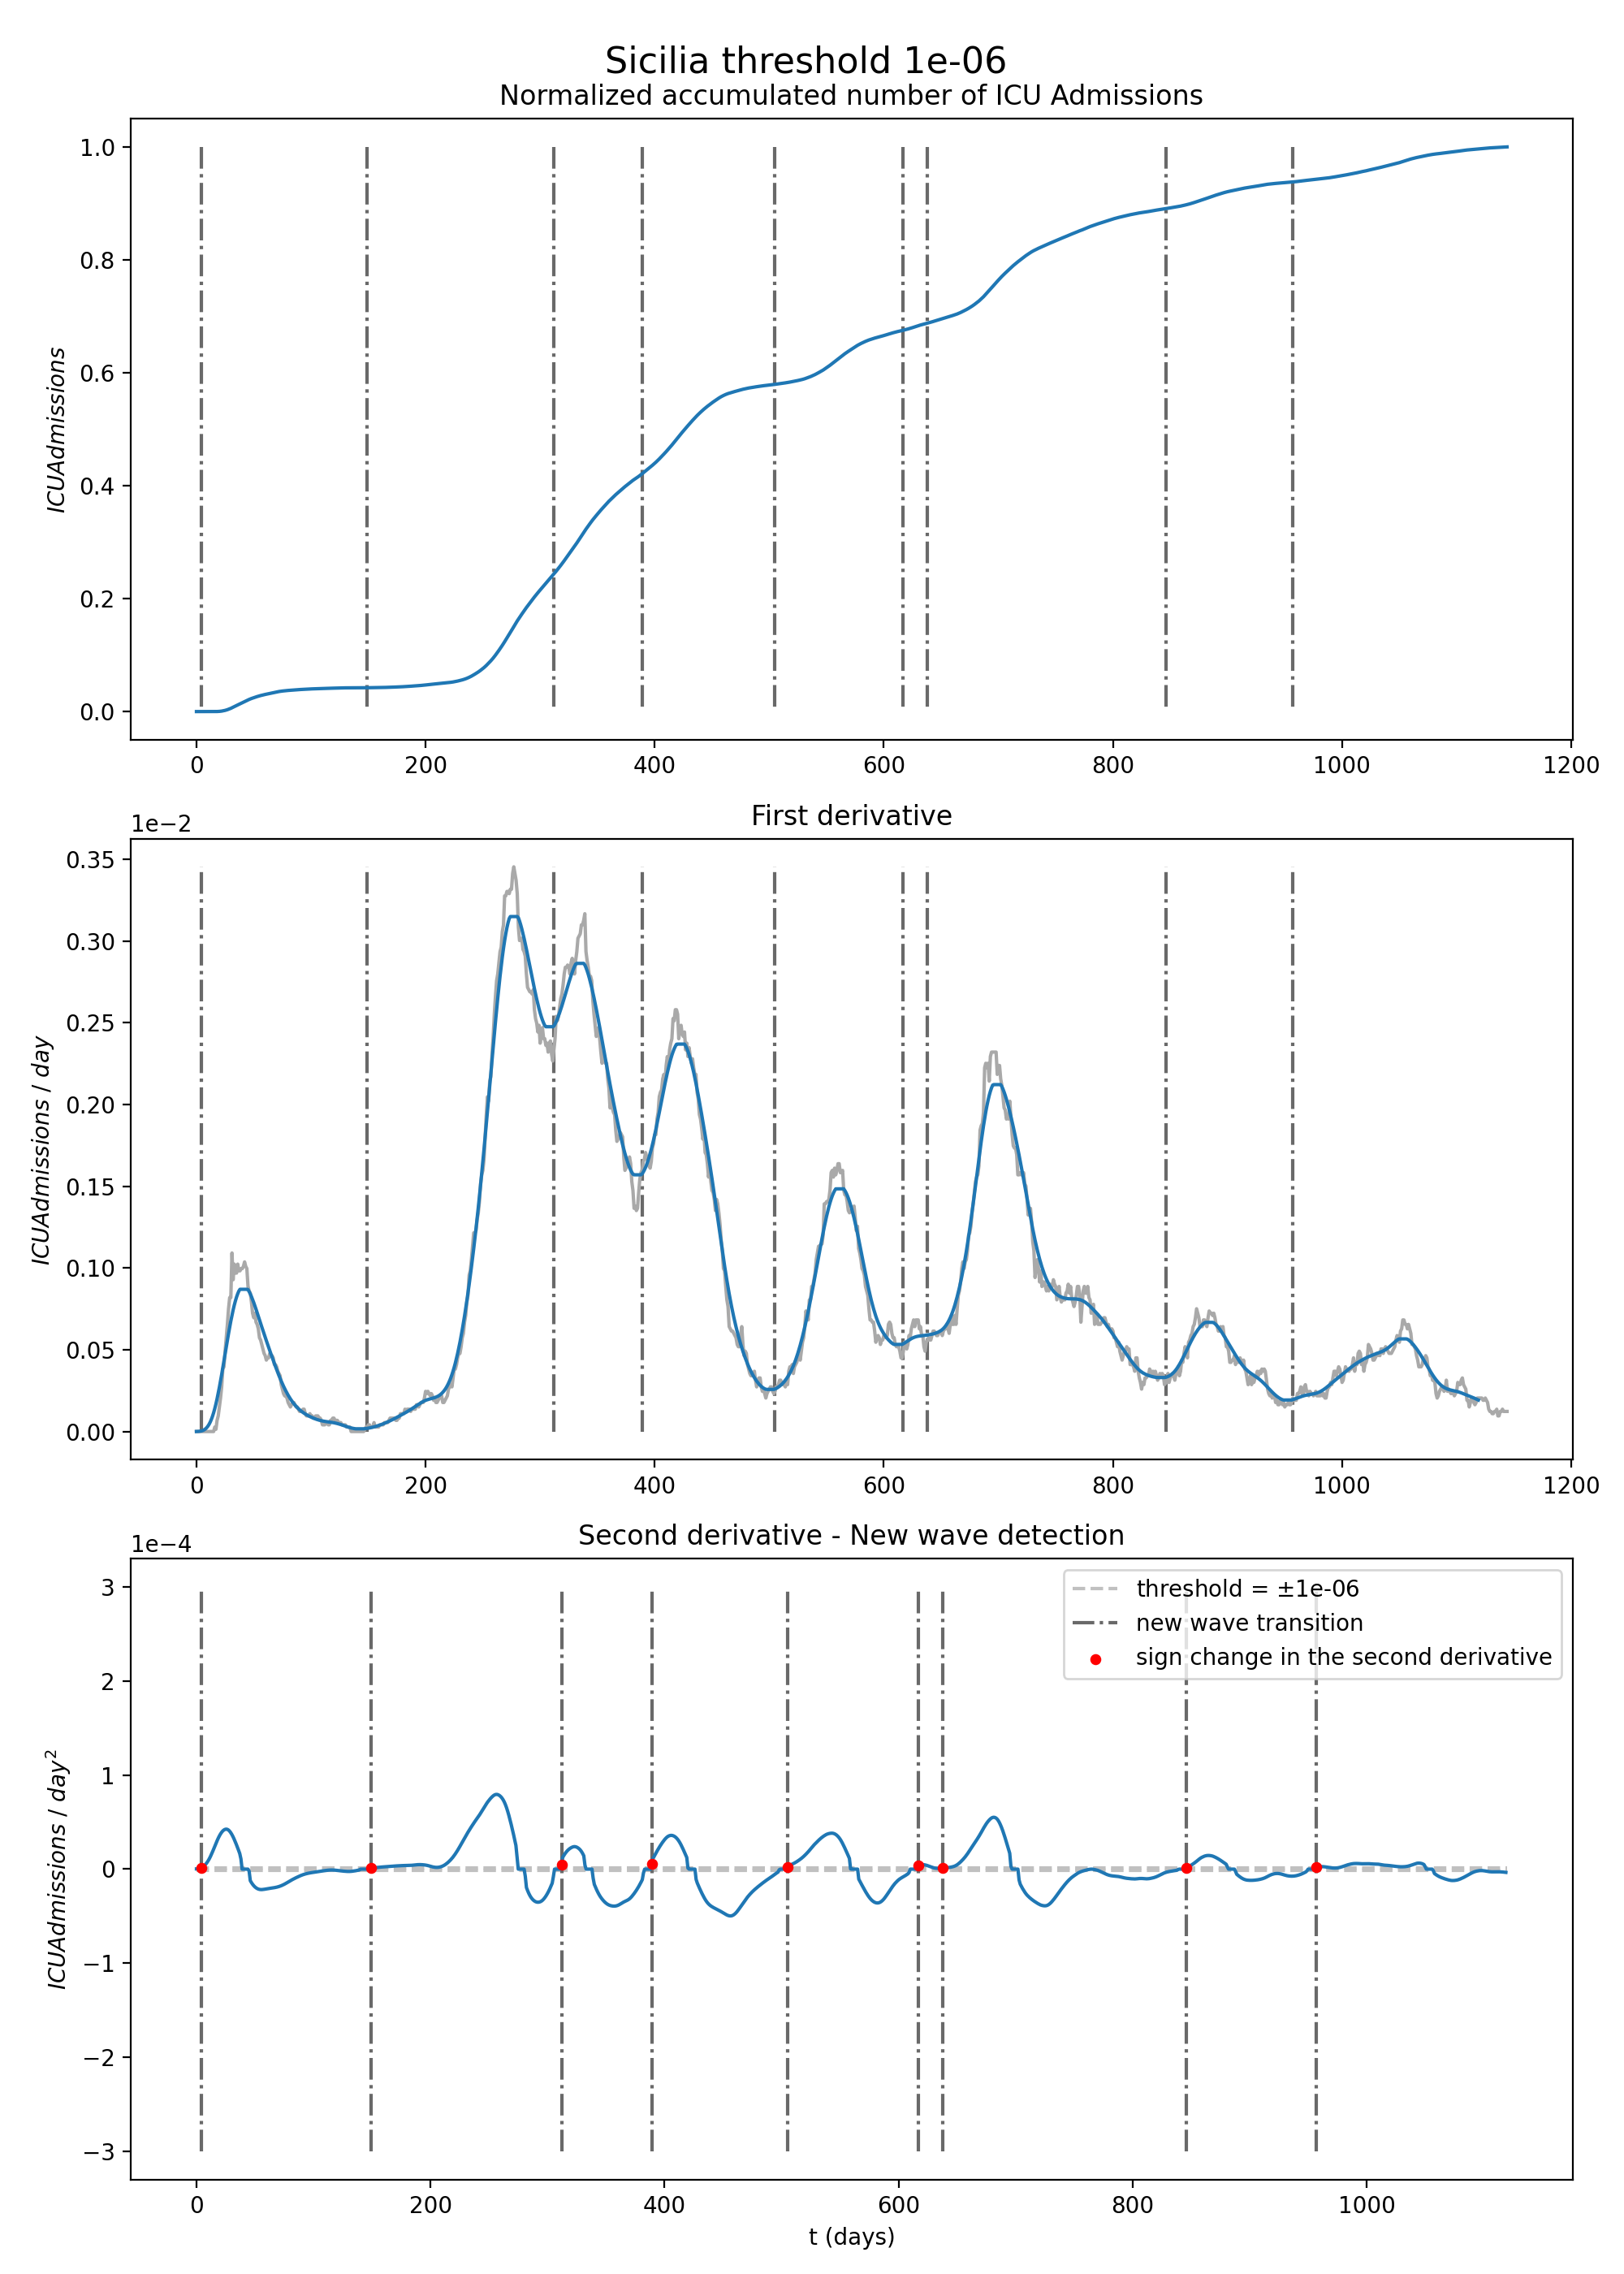 Sicilia threshold 1e-06
Normalized accumulated number of ICU Admissions
1.0
0.8
0.6
0.4
0.2
0.0
ICUAdmissions
0 200 400 600 800 1000 1200
First derivative
1e−2
0.35
0.30
0.25
0.20
0.15
0.10
0.05
0.00
ICUAdmissions / day
0 200 400 600 800 1000 1200
Second derivative - New wave detection
1e−4
3
2
1
0
−1
−2
−3
ICUAdmissions / day²
threshold = ±1e-06
new wave transition
sign change in the second derivative
0 200 400 600 800 1000
t (days)